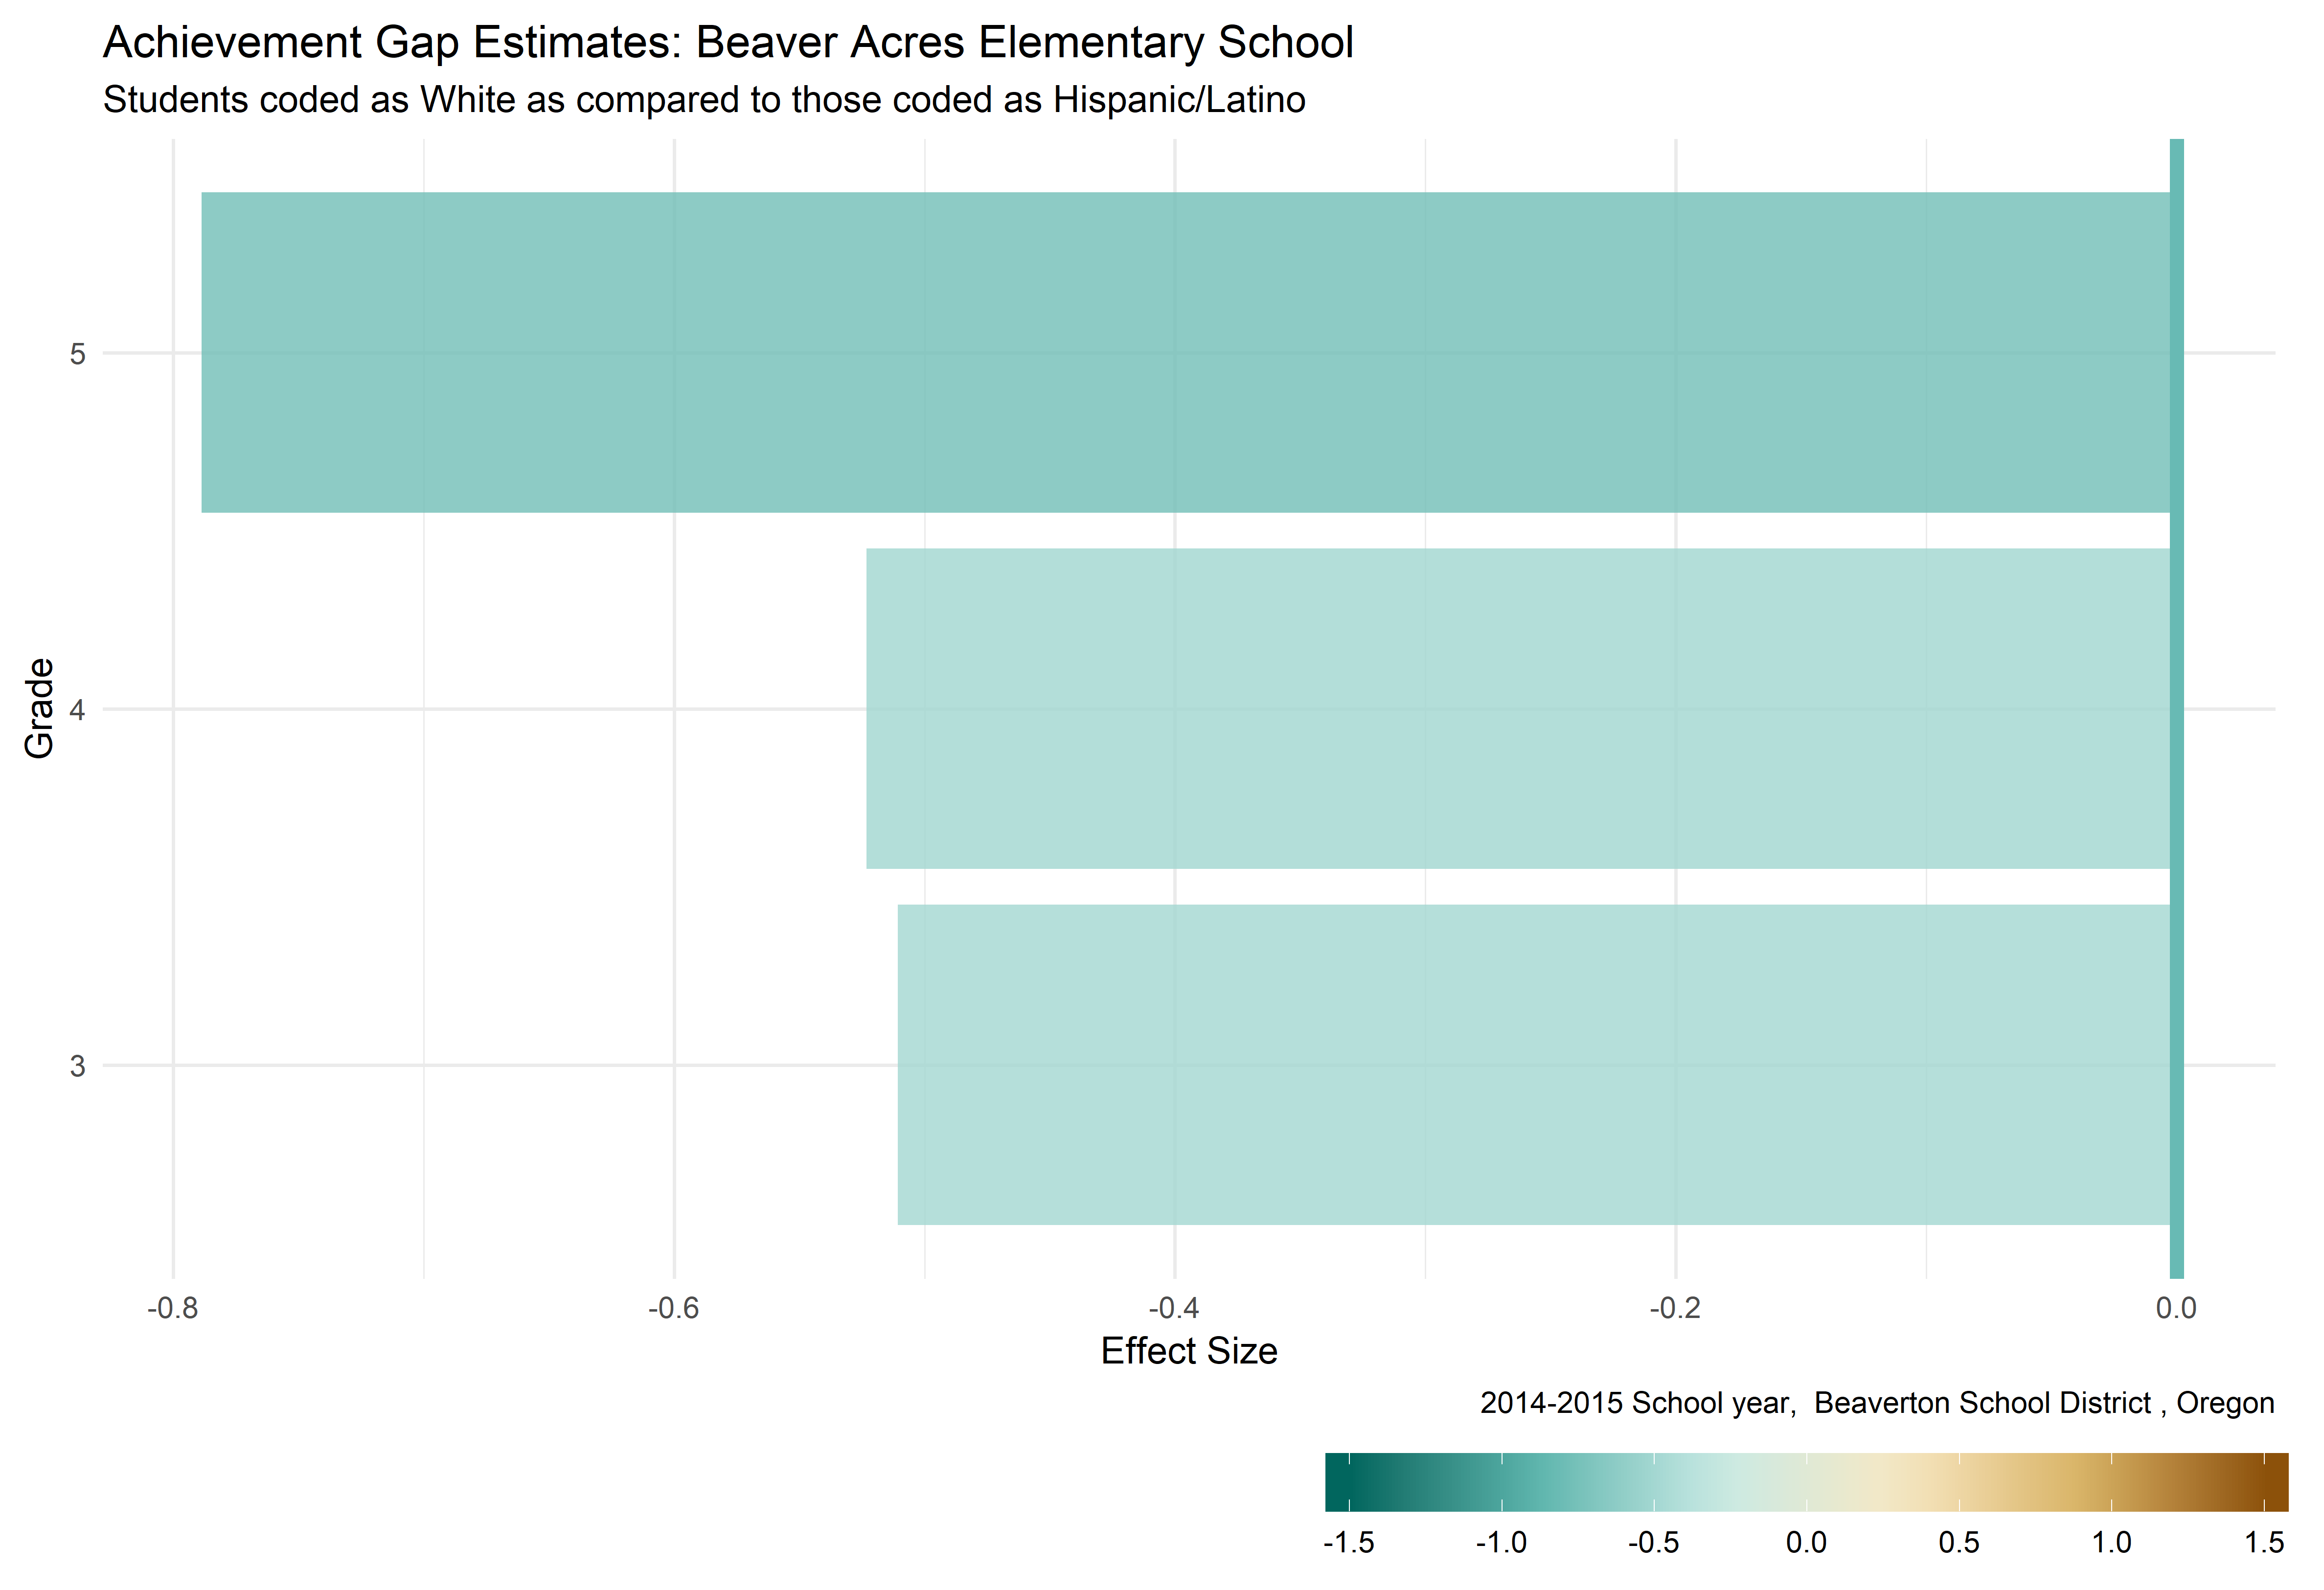 Achievement Gap Estimates: Beaver Acres Elementary School
Students coded as White as compared to those coded as Hispanic/Latino
Grade
5
4
3
-0.8 -0.6 -0.4 -0.2 0.0
Effect Size
2014-2015 School year,  Beaverton School District , Oregon
-1.5 -1.0 -0.5 0.0 0.5 1.0 1.5